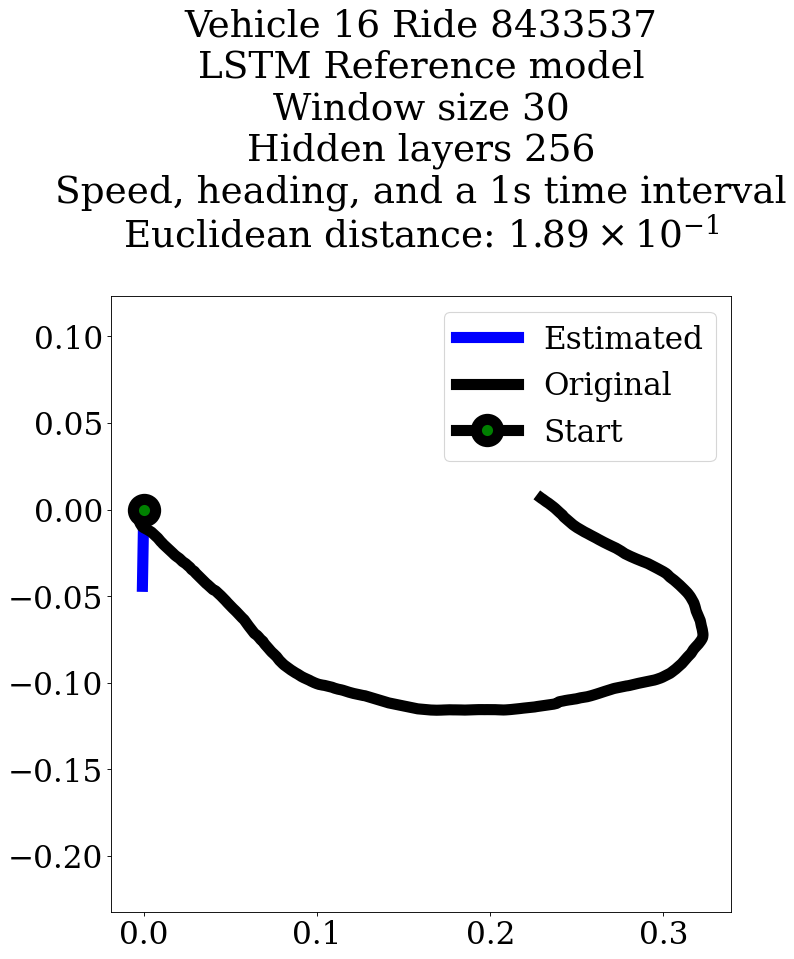 Vehicle 16 Ride 8433537
LSTM Reference model
Window size 30
Hidden layers 256
Speed, heading, and a 1s time interval
Euclidean distance: 1.89 × 10⁻¹
Estimated
Original
Start
0.10
0.05
0.00
−0.05
−0.10
−0.15
−0.20
0.0 0.1 0.2 0.3